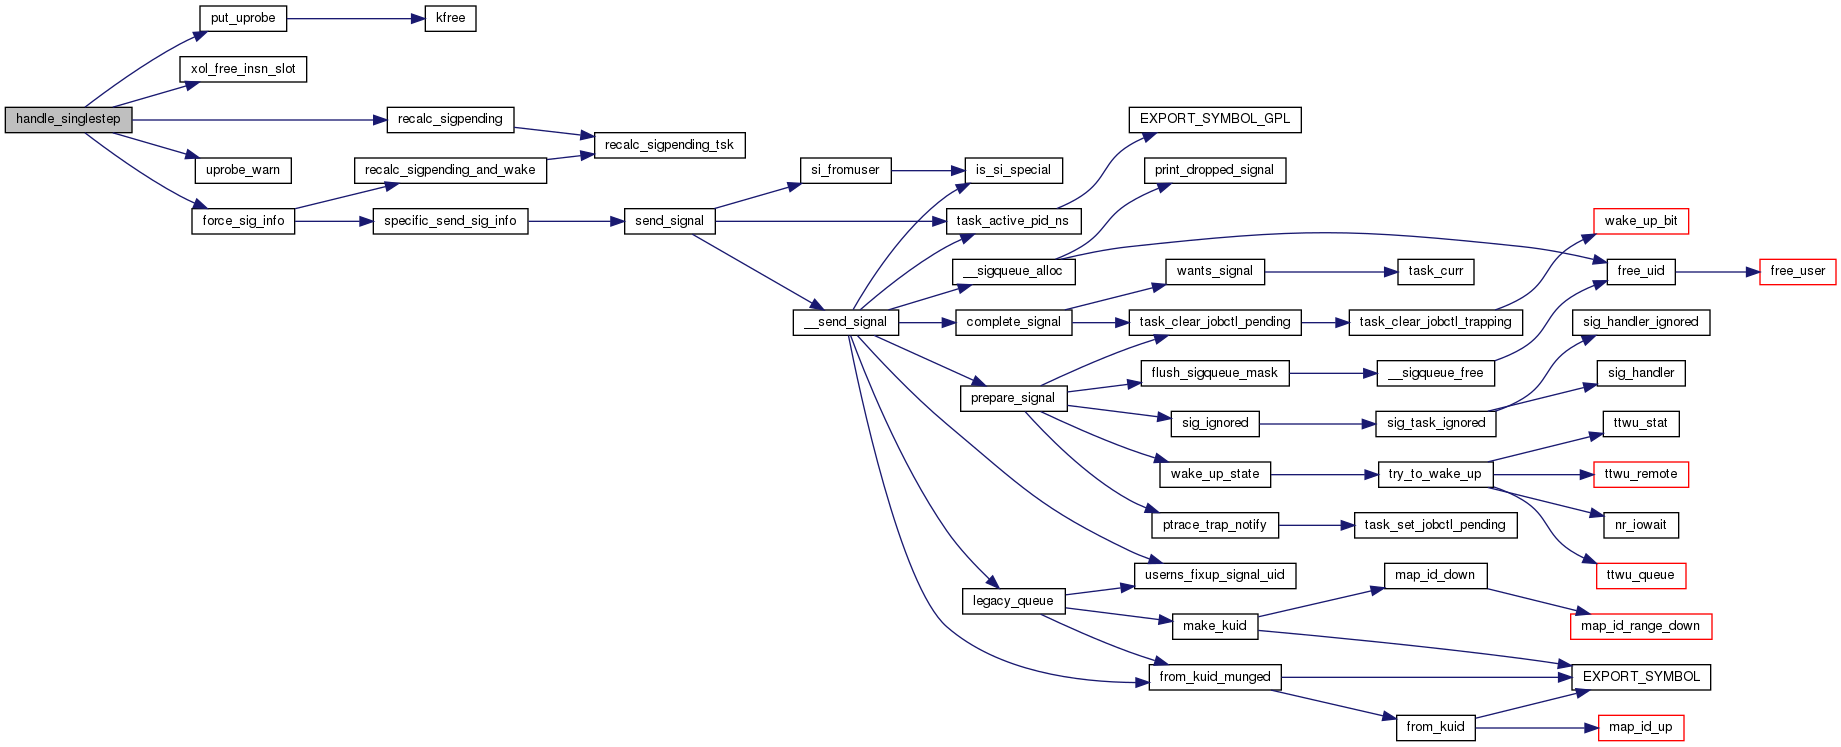 put_uprobe
kfree
xol_free_insn_slot
handle_singlestep
recalc_sigpending
EXPORT_SYMBOL_GPL
recalc_sigpending_tsk
uprobe_warn
recalc_sigpending_and_wake
si_fromuser
is_si_special
print_dropped_signal
force_sig_info
specific_send_sig_info
send_signal
task_active_pid_ns
wake_up_bit
__sigqueue_alloc
wants_signal
task_curr
free_uid
free_user
__send_signal
complete_signal
task_clear_jobctl_pending
task_clear_jobctl_trapping
sig_handler_ignored
flush_sigqueue_mask
__sigqueue_free
sig_handler
prepare_signal
sig_ignored
sig_task_ignored
ttwu_stat
wake_up_state
try_to_wake_up
ttwu_remote
ptrace_trap_notify
task_set_jobctl_pending
nr_iowait
userns_fixup_signal_uid
map_id_down
ttwu_queue
legacy_queue
make_kuid
map_id_range_down
from_kuid_munged
EXPORT_SYMBOL
from_kuid
map_id_up